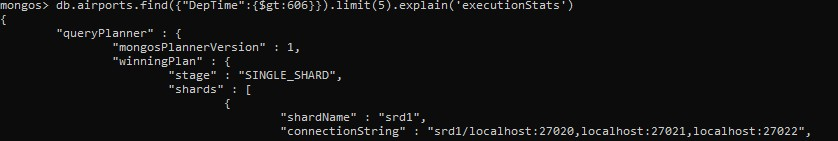 mongos> db.airports.find({"DepTime":{$gt:606}}).limit(5).explain('executionStats')
{
        "queryPlanner" : {
                "mongosPlannerVersion" : 1,
                "winningPlan" : {
                        "stage" : "SINGLE_SHARD",
                        "shards" : [
                                {
                                        "shardName" : "srd1",
                                        "connectionString" : "srd1/localhost:27020,localhost:27021,localhost:27022",